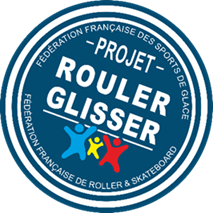 FÉDÉRATION FRANÇAISE DES SPORTS DE GLACE
- PROJET -
ROULER
GLISSER
FÉDÉRATION FRANÇAISE DE ROLLER & SKATEBOARD